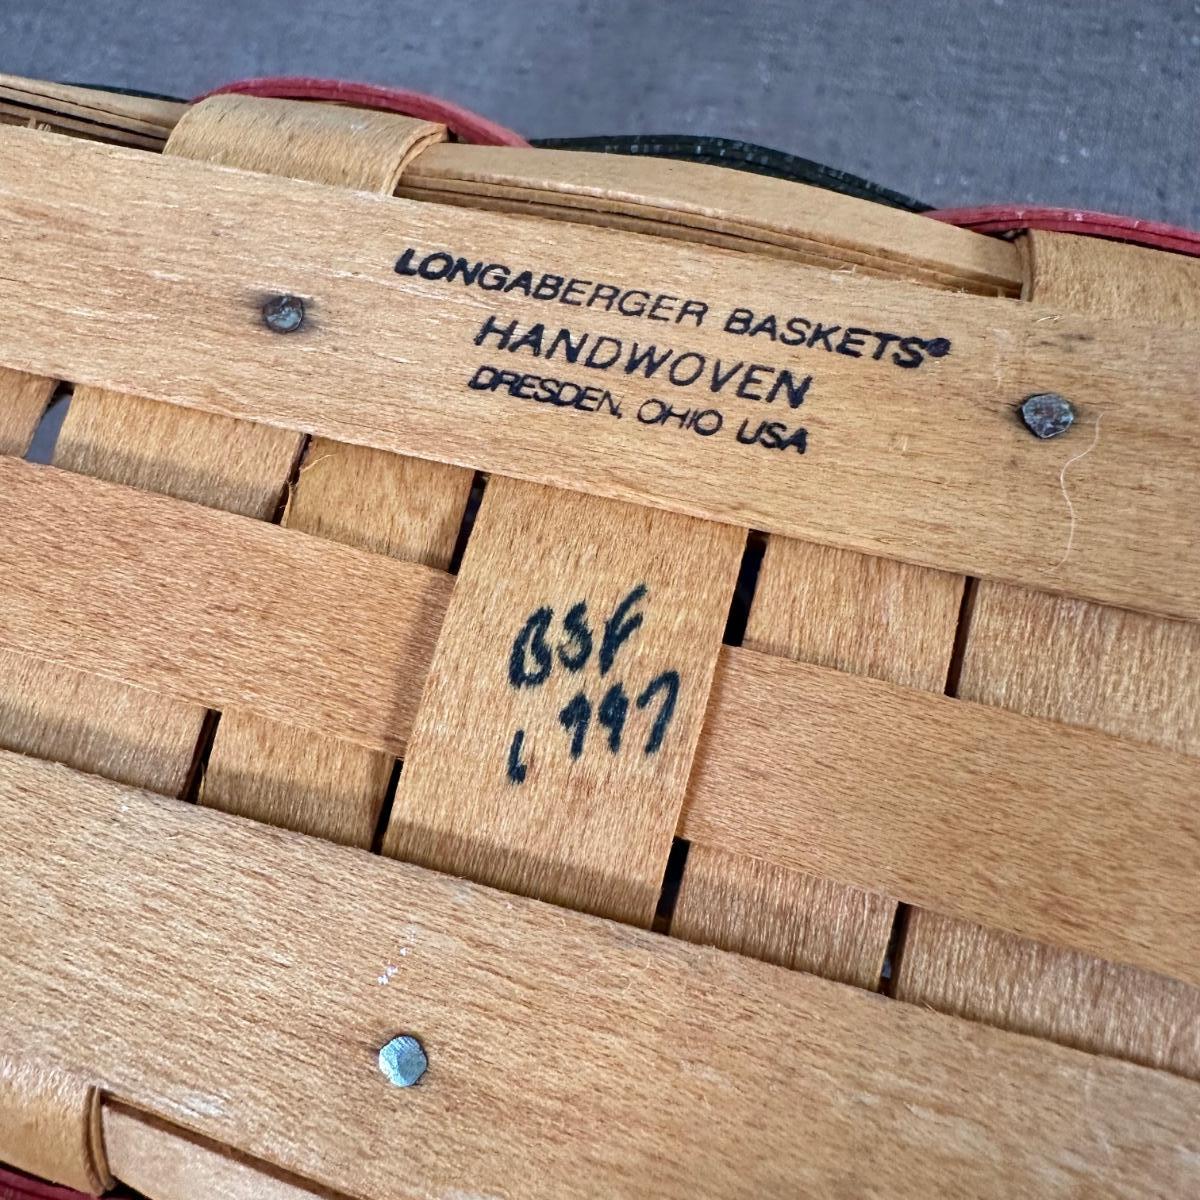 LONGABERGER BASKETS®
HANDWOVEN
DRESDEN, OHIO USA
BSF
1997